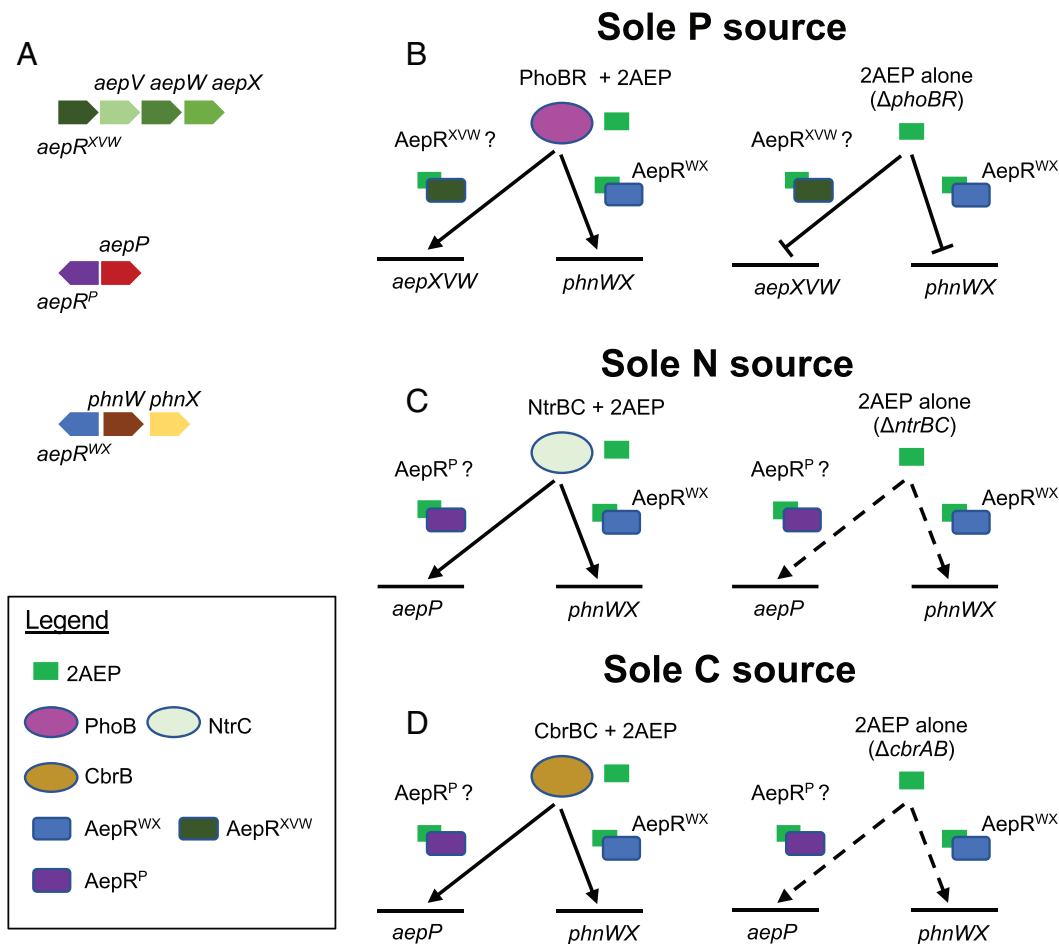 A
aepV aepW aepX
aepR^XVW
aepP
aepR^P
phnW phnX
aepR^WX
Legend
2AEP
PhoB NtrC
CbrB
AepR^WX AepR^XVW
AepR^P
Sole P source
B
PhoBR + 2AEP
AepR^XVW ?
AepR^WX
aepXVW phnWX
2AEP alone
(ΔphoBR)
AepR^XVW ?
AepR^WX
aepXVW phnWX
Sole N source
C
NtrBC + 2AEP
AepR^P ?
AepR^WX
aepP phnWX
2AEP alone
(ΔntrBC)
AepR^P ?
AepR^WX
aepP phnWX
Sole C source
D
CbrBC + 2AEP
AepR^P ?
AepR^WX
aepP phnWX
2AEP alone
(ΔcbrAB)
AepR^P ?
AepR^WX
aepP phnWX